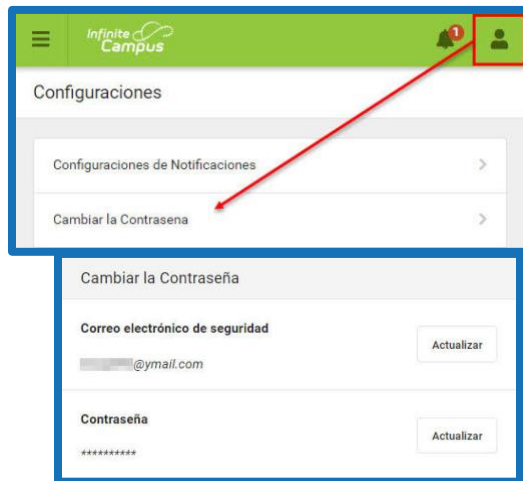 Infinite
Campus
1
Configuraciones
Configuraciones de Notificaciones
Cambiar la Contrasena
Cambiar la Contraseña
Correo electrónico de seguridad
Actualizar
@ymail.com
Contraseña
Actualizar
**********